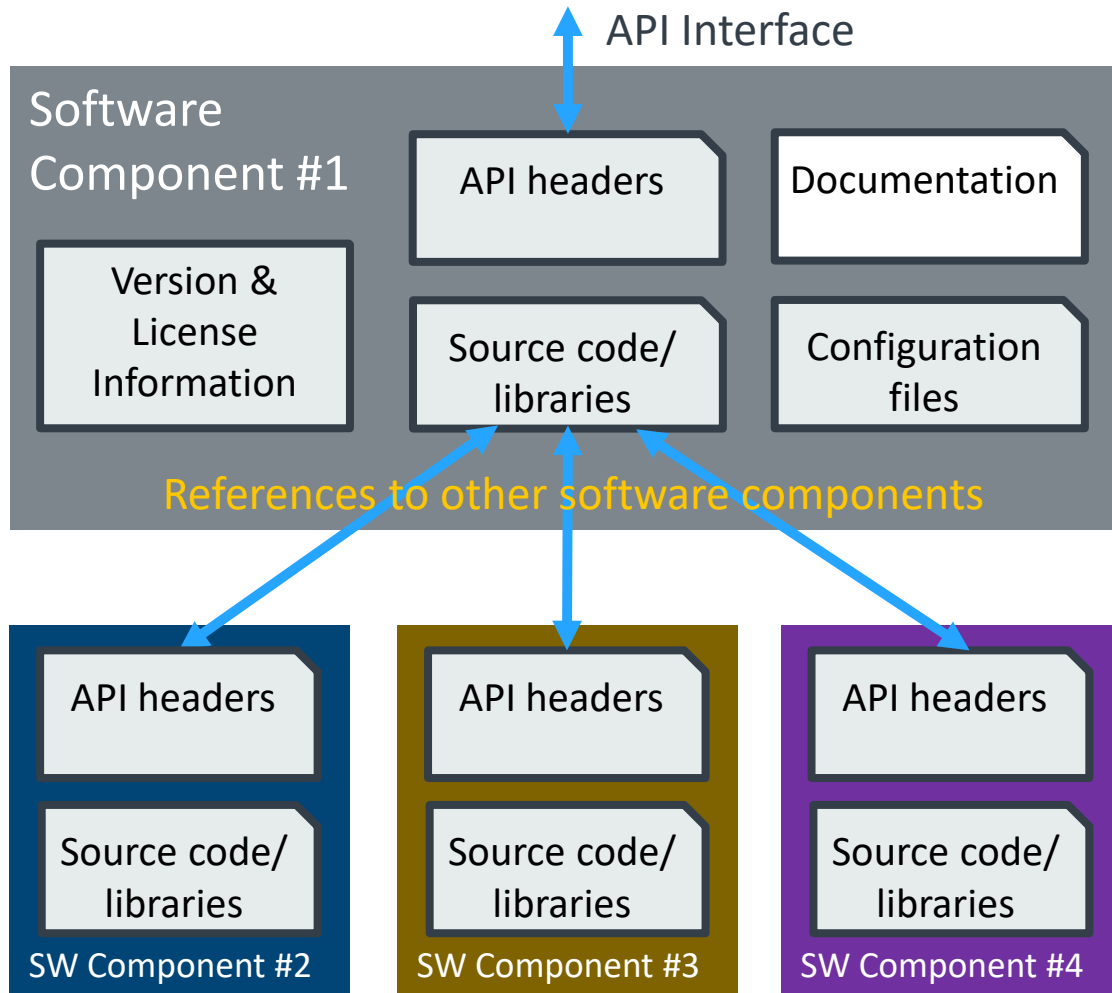 API Interface
Software
Component #1
API headers
Documentation
Version &
License
Information
Source code/
libraries
Configuration
files
References to other software components
API headers
Source code/
libraries
SW Component #2
API headers
Source code/
libraries
SW Component #3
API headers
Source code/
libraries
SW Component #4